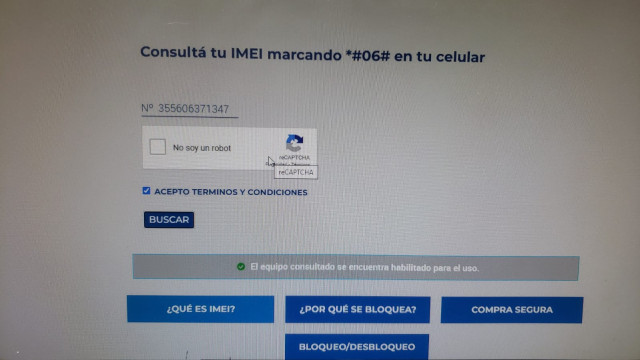 Consultá tu IMEI marcando *#06# en tu celular
Nº 355606371347
No soy un robot
reCAPTCHA
reCAPTCHA
ACEPTO TERMINOS Y CONDICIONES
BUSCAR
El equipo consultado se encuentra habilitado para el uso.
¿QUÉ ES IMEI?
¿POR QUÉ SE BLOQUEA?
COMPRA SEGURA
BLOQUEO/DESBLOQUEO